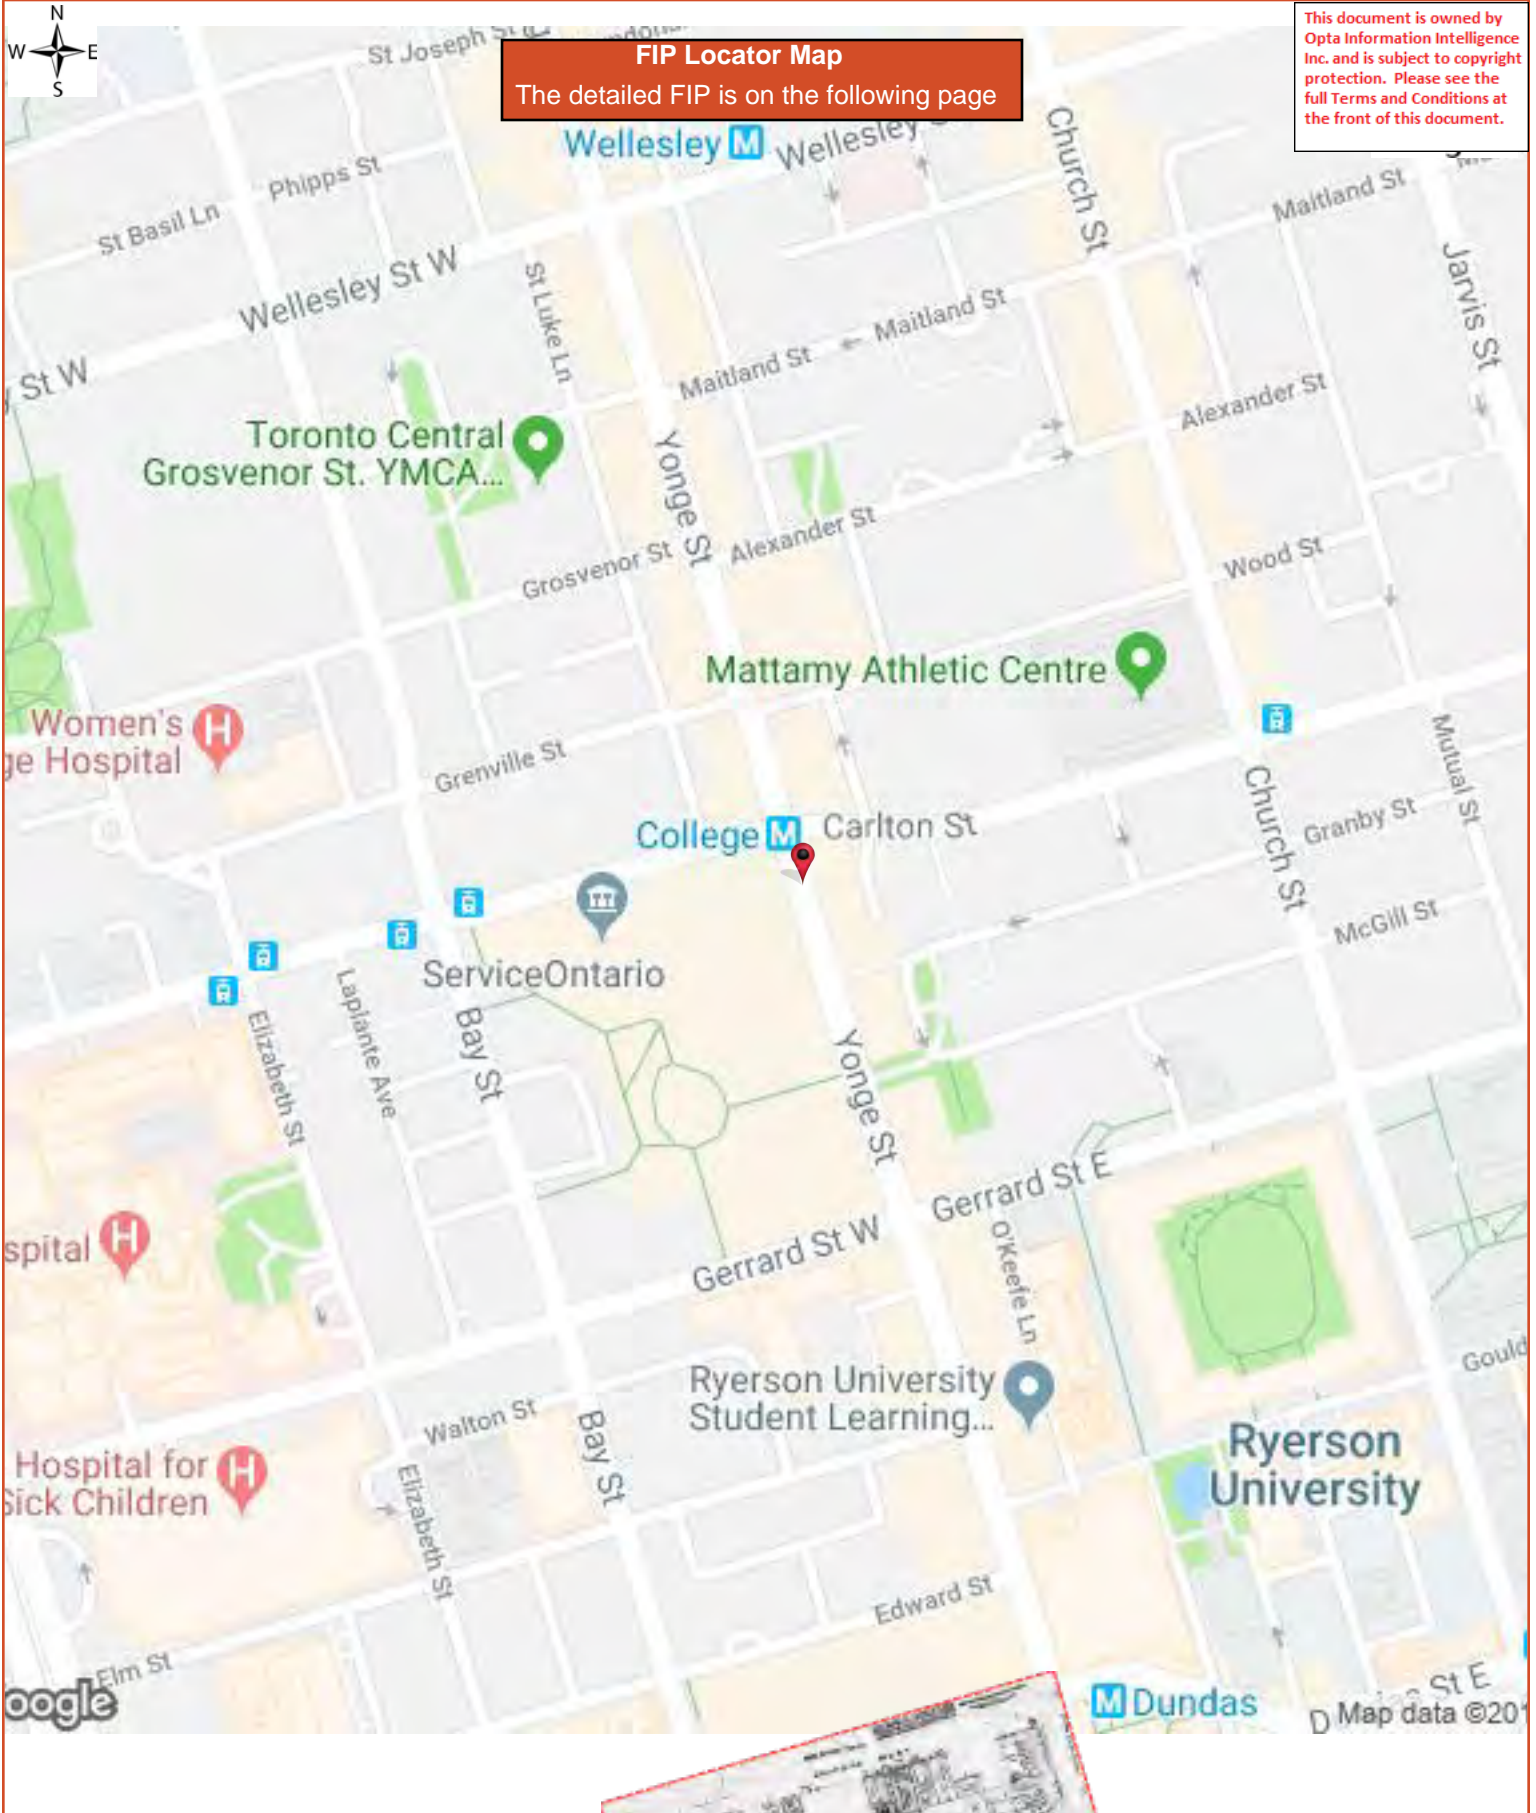 N
W E
S
FIP Locator Map
The detailed FIP is on the following page
This document is owned by
Opta Information Intelligence
Inc. and is subject to copyright
protection. Please see the
full Terms and Conditions at
the front of this document.
St Joseph St
Wellesley M
Wellesley
Church St
Phipps St
St Basil Ln
Maitland St
Wellesley St W
St Luke Ln
Jarvis St
Maitland St
St W
Maitland St
Alexander St
Toronto Central
Grosvenor St. YMCA...
Yonge St
Alexander St
Grosvenor St
Wood St
Mattamy Athletic Centre
Women's
ge Hospital
H
Mutual St
Grenville St
Church St
College M
Carlton St
Granby St
McGill St
ServiceOntario
Laplante Ave
Elizabeth St
Bay St
Yonge St
Gerrard St E
spital
H
Gerrard St W
O'Keefe Ln
Gould
Ryerson University
Student Learning...
Walton St
Bay St
Ryerson
University
Hospital for
Sick Children
H
Elizabeth St
Edward St
Elm St
oogle
M Dundas
St E
D
Map data ©201